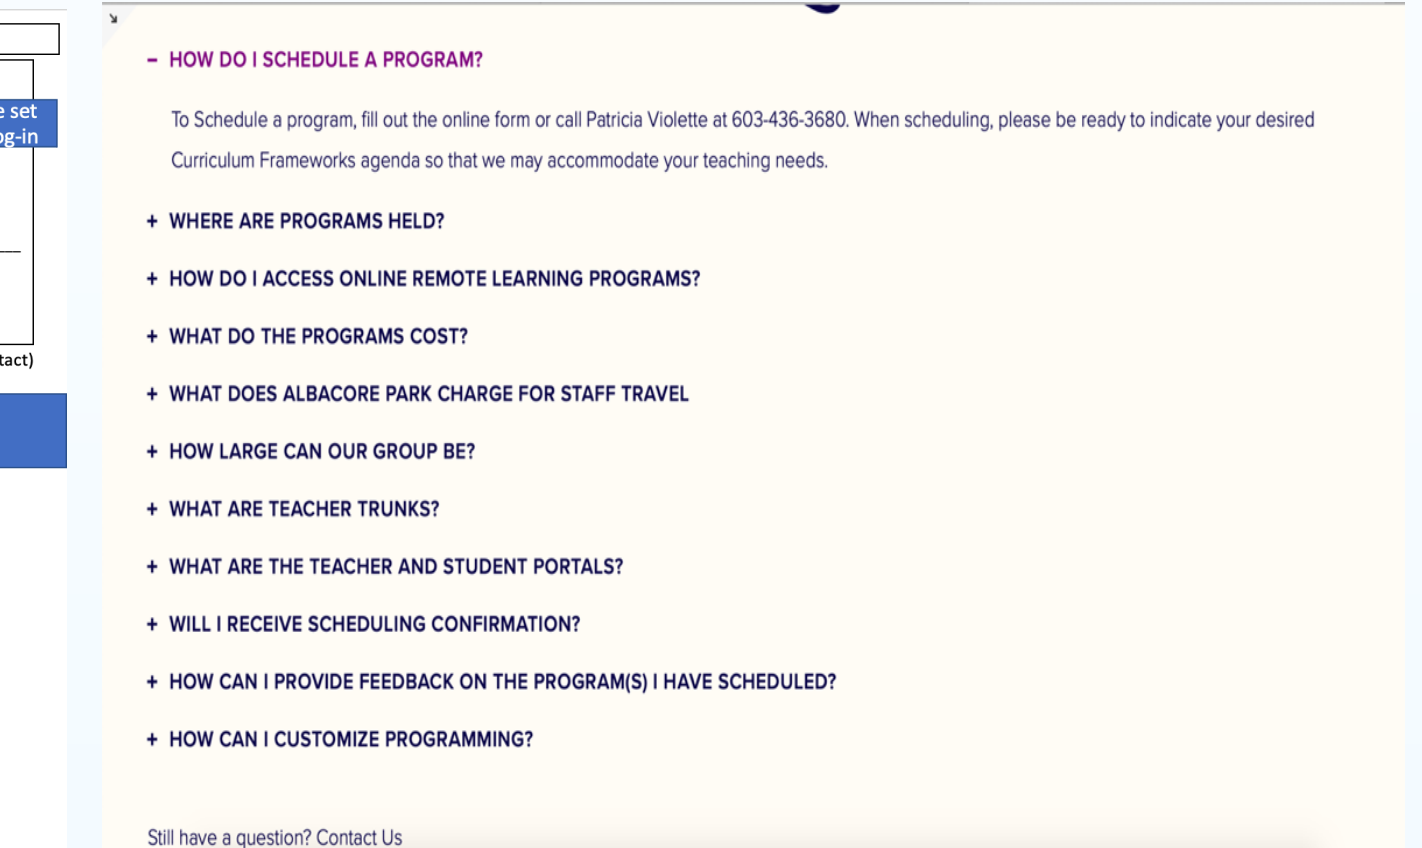 e set
og-in
tact)
– HOW DO I SCHEDULE A PROGRAM?
To Schedule a program, fill out the online form or call Patricia Violette at 603-436-3680. When scheduling, please be ready to indicate your desired
Curriculum Frameworks agenda so that we may accommodate your teaching needs.
+ WHERE ARE PROGRAMS HELD?
+ HOW DO I ACCESS ONLINE REMOTE LEARNING PROGRAMS?
+ WHAT DO THE PROGRAMS COST?
+ WHAT DOES ALBACORE PARK CHARGE FOR STAFF TRAVEL
+ HOW LARGE CAN OUR GROUP BE?
+ WHAT ARE TEACHER TRUNKS?
+ WHAT ARE THE TEACHER AND STUDENT PORTALS?
+ WILL I RECEIVE SCHEDULING CONFIRMATION?
+ HOW CAN I PROVIDE FEEDBACK ON THE PROGRAM(S) I HAVE SCHEDULED?
+ HOW CAN I CUSTOMIZE PROGRAMMING?
Still have a question? Contact Us